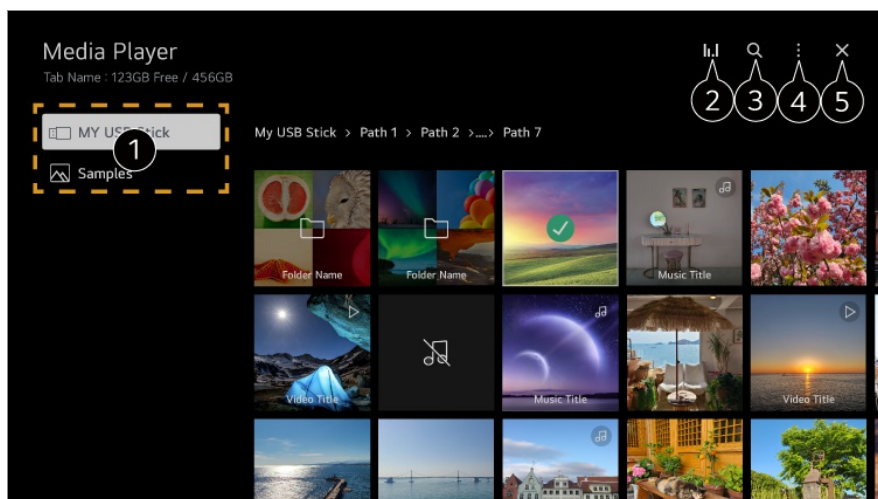 Media Player
Tab Name : 123GB Free / 456GB
2
3
4
5
MY USB Stick
1
Samples
My USB Stick > Path 1 > Path 2 >....> Path 7
Folder Name
Folder Name
Music Title
Video Title
Music Title
Video Title